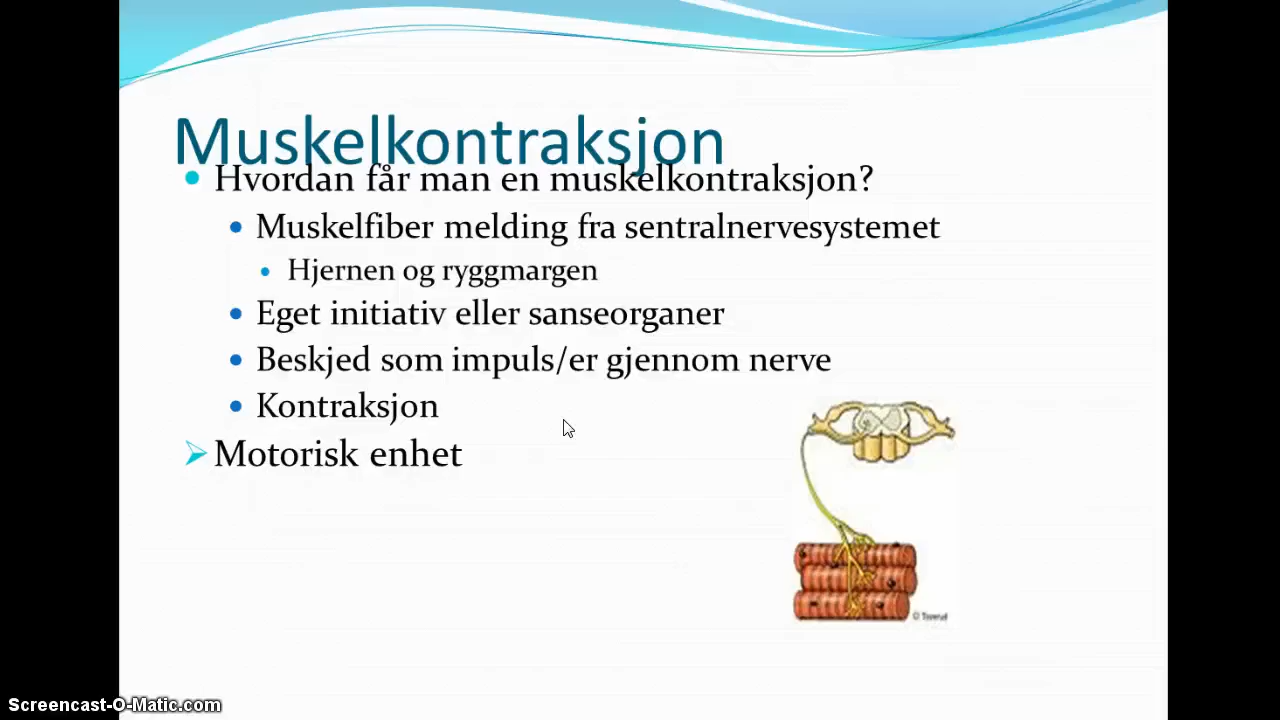 Muskelkontraksjon
Hvordan får man en muskelkontraksjon?
Muskelfiber melding fra sentralnervesystemet
Hjernen og ryggmargen
Eget initiativ eller sanseorganer
Beskjed som impuls/er gjennom nerve
Kontraksjon
Motorisk enhet
©
Screencast-O-Matic.com